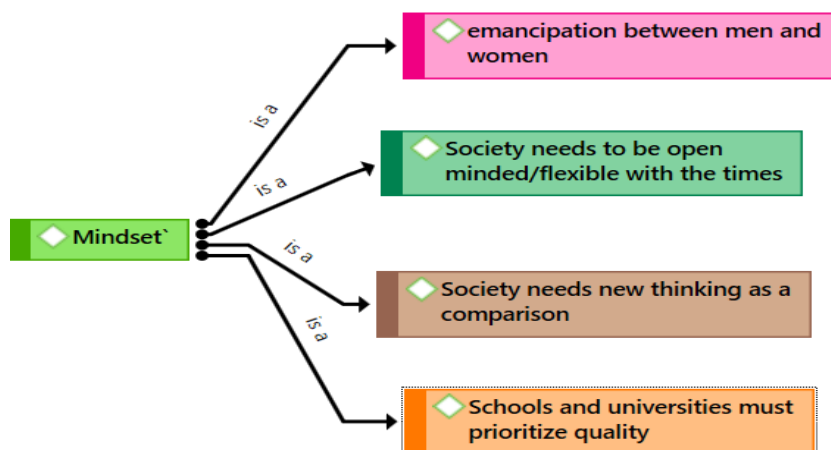 emancipation between men and
women
is a
Society needs to be open
minded/flexible with the times
is a
Mindset`
is a
Society needs new thinking as a
comparison
is a
Schools and universities must
prioritize quality